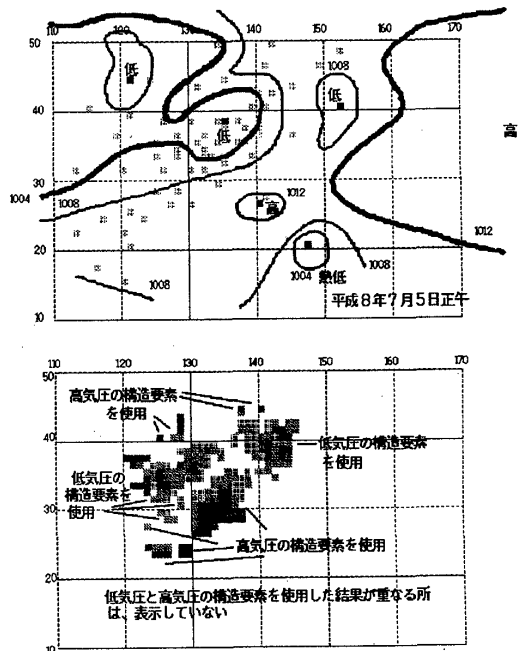 110 120 130 140 150 160 170
50
低
1008
低
40
低
高
30
1004
1008
1012
高
20
1012
1008
1004
熱低
1008
平成8年7月5日正午
10
110 120 130 140 150 160 170
50
高気圧の構造要素
を使用
40
低気圧の構造要素
を使用
低気圧の
構造要素を
使用
30
高気圧の構造要素を使用
20
低気圧と高気圧の構造要素を使用した結果が重なる所
は、表示していない
10